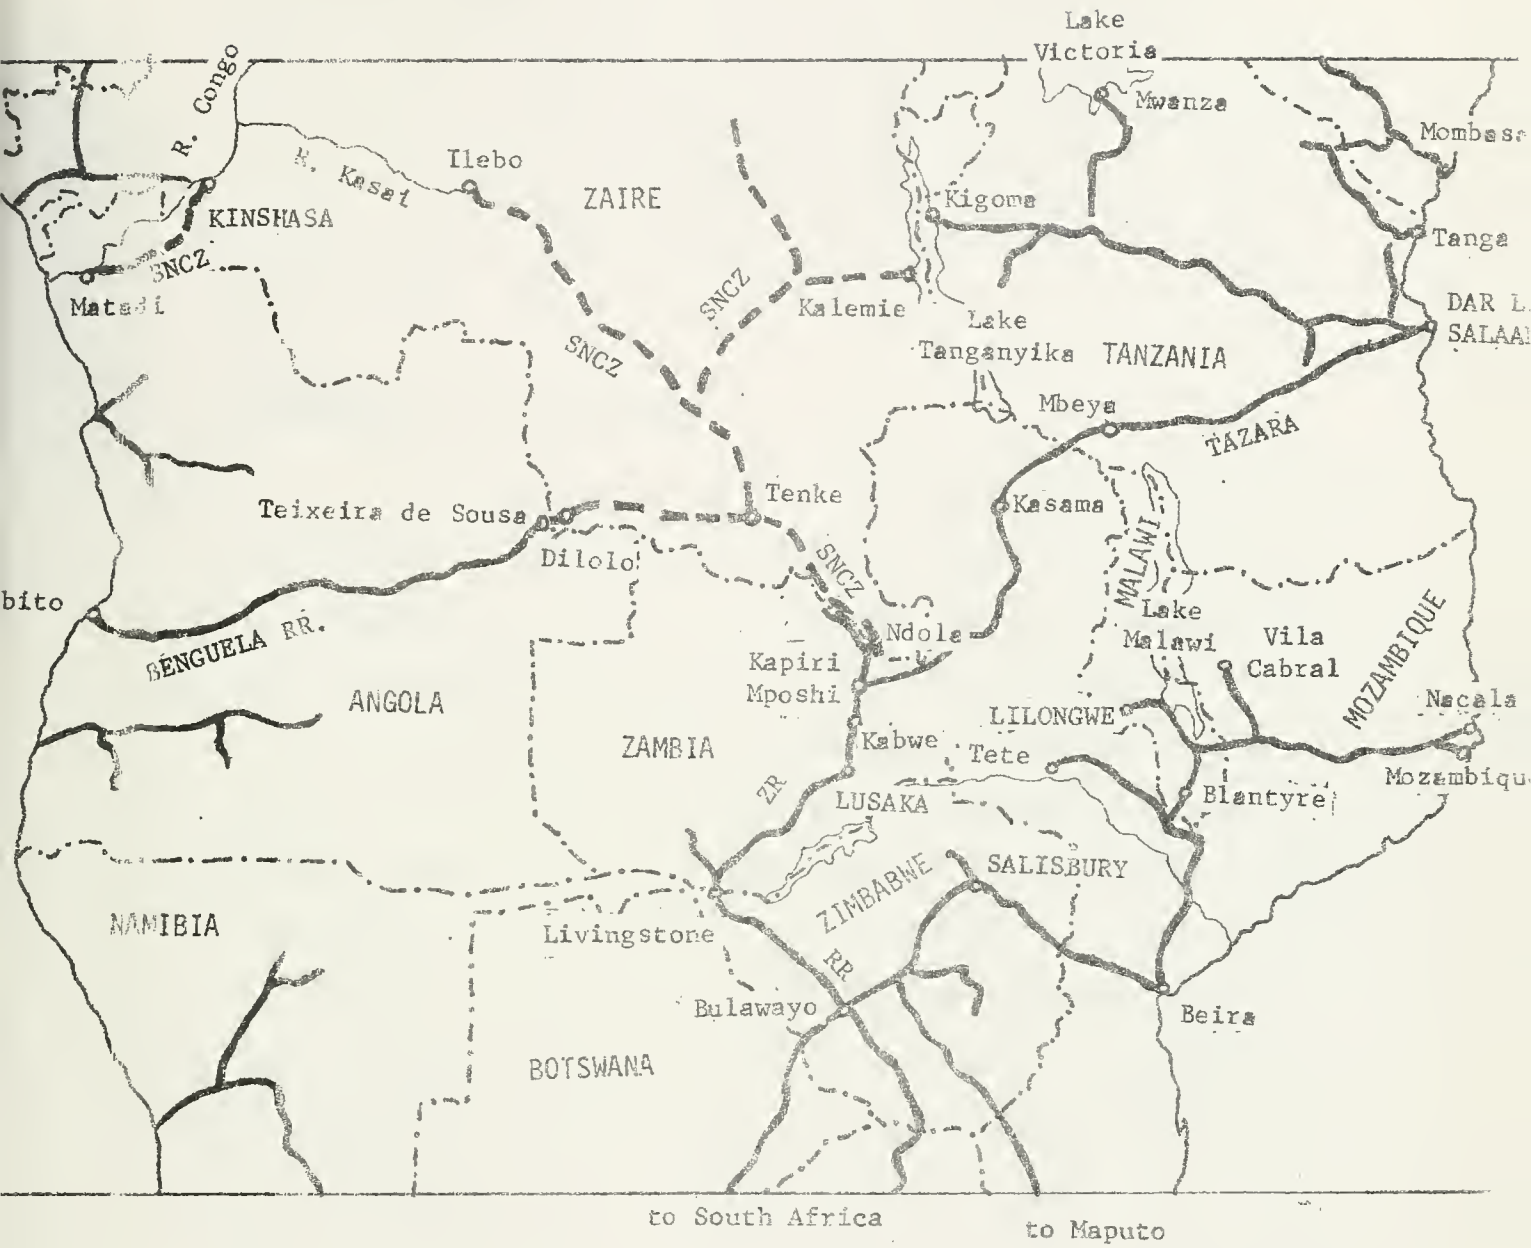 Lake
Victoria
R. Congo
Mwanza
Mombasa
Ilebo
R. Kasai
ZAIRE
Kigoma
KINSHASA
Tanga
SNCZ
Matadi
SNCZ
Kalemie
DAR
SALAA
Lake
Tanganyika
TANZANIA
SNCZ
Mbeya
TAZARA
Tenke
Kasama
Teixeira de Sousa
Dilolo
SNCZ
MALAWI
bito
Lake
Malawi
Vila
Cabral
Ndola
BENGUELA RR.
Kapiri
Mposhi
MOZAMBIQUE
ANGOLA
Nacala
LILONGWE
ZAMBIA
Kabwe
Tete
Mozambiqu
ZR
LUSAKA
Blantyre
SALISBURY
ZIMBABWE
NAMIBIA
Livingstone
RR
Bulawayo
Beira
BOTSWANA
to South Africa
to Maputo